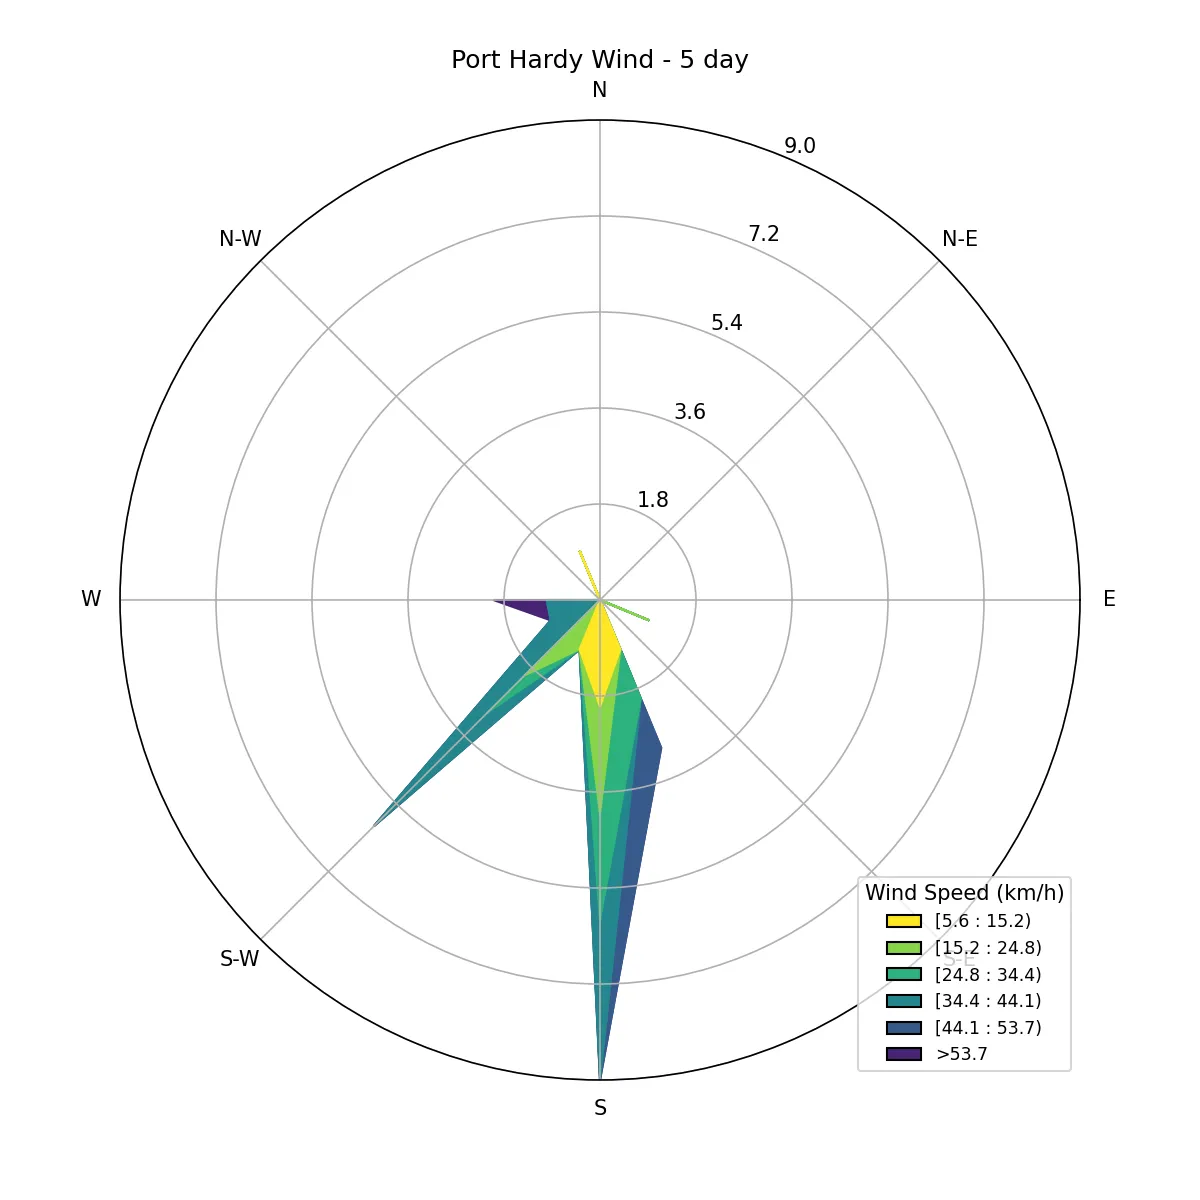 Port Hardy Wind - 5 day
N
9.0
N-W
N-E
7.2
5.4
3.6
1.8
W
E
Wind Speed (km/h)
[5.6 : 15.2)
[15.2 : 24.8)
S-W
S-E
[24.8 : 34.4)
[34.4 : 44.1)
[44.1 : 53.7)
>53.7
S